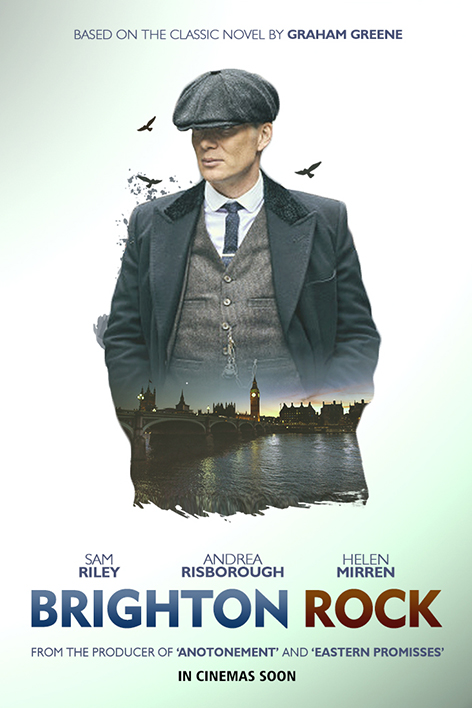 BASED ON THE CLASSIC NOVEL BY GRAHAM GREENE
SAM RILEY
ANDREA RISBOROUGH
HELEN MIRREN
BRIGHTON ROCK
FROM THE PRODUCER OF ‘ANOTONEMENT’ AND ‘EASTERN PROMISSES’
IN CINEMAS SOON